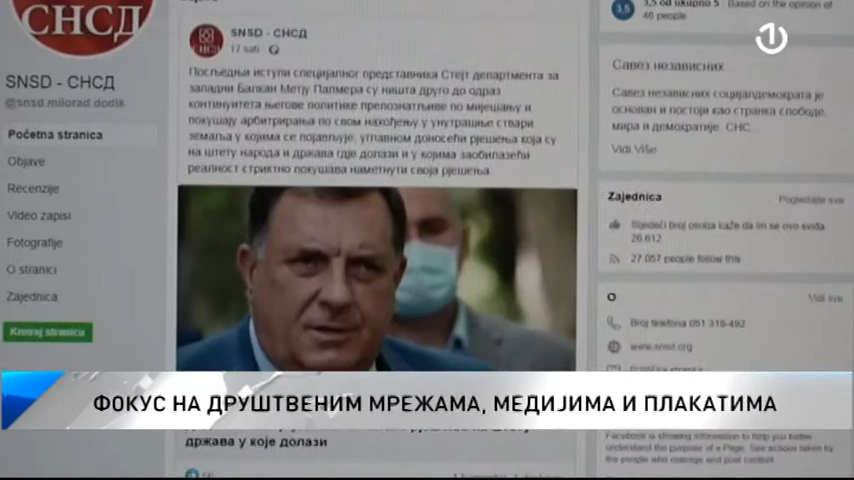 СНСД
SNSD - СНСД
@snsd.milorad.dodik
Početna stranica
Objave
Recenzije
Video zapisi
Fotografije
O stranici
Zajednica
Kreiraj stranicu
SNSD - СНСД
17 sati
Посљедњи иступи специјалног представника Стејт департмента за
западни Балкан Метју Палмера су ништа друго до одраз
континуитета његове политике препознатљиве по мијешању и
покушају арбитрирања по свом нахођењу у унутрашње ствари
земаља у којима се појављује, углавном доносећи рјешења која су
на штету народа и држава гдје долази и у којима заобилазећи
реалност стриктно покушава наметнути своја рјешења.
држава у које долази
3,5
3,5 od ukupno 5 Based on the opinion of
46 people
Савез независних
Савез независних социјалдемократа је
основан и постоји као странка слободе,
мира и демократије. СНС...
Vidi Više
Zajednica
Pogledajte sve
Sljedeći broj osoba kaže da im se ovo sviđa
26.612
27 057 people follow this
O
Vidi sve
Broj telefona 051 318-492
www.snsd.org
Facebook is showing information to help you better
understand the purpose of a Page. See actions taken by
the people who manage and post content
ФОКУС НА ДРУШТВЕНИМ МРЕЖАМА, МЕДИЈИМА И ПЛАКАТИМА